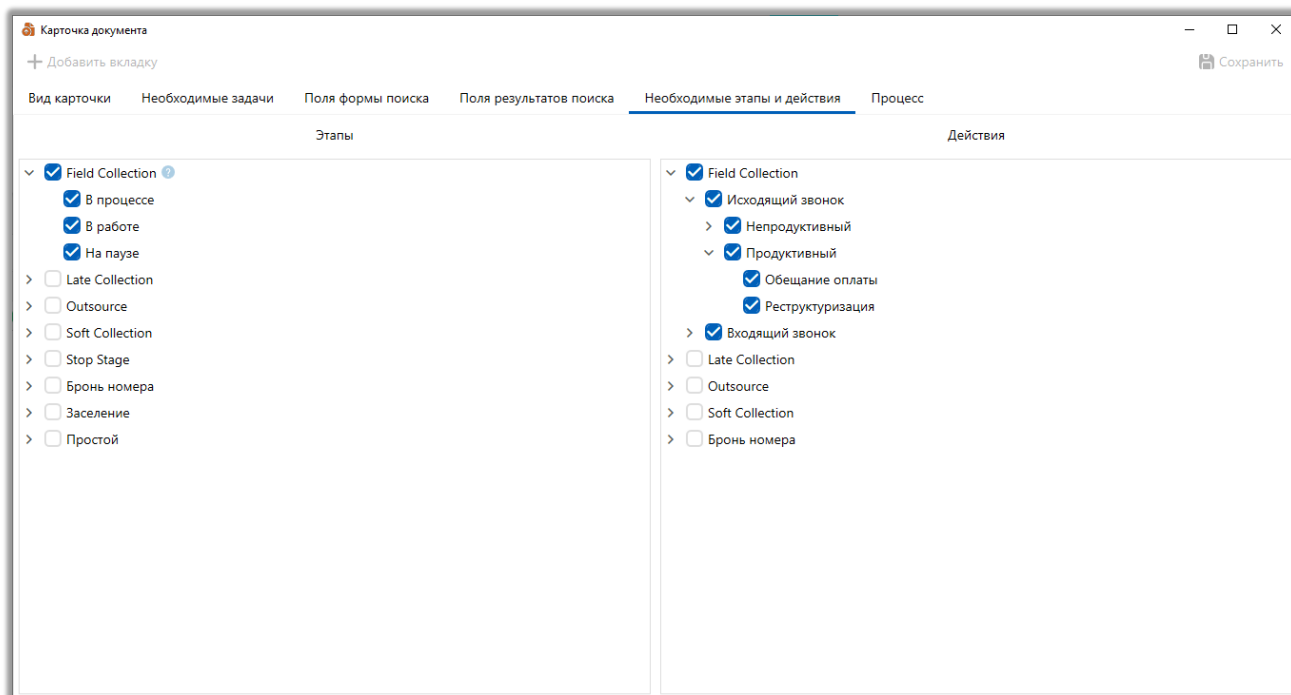 Карточка документа
Добавить вкладку
Сохранить
Вид карточки
Необходимые задачи
Поля формы поиска
Поля результатов поиска
Необходимые этапы и действия
Процесс
Этапы
Field Collection ?
В процессе
В работе
На паузе
Late Collection
Outsource
Soft Collection
Stop Stage
Бронь номера
Заселение
Простой
Действия
Field Collection
Исходящий звонок
Непродуктивный
Продуктивный
Обещание оплаты
Реструктуризация
Входящий звонок
Late Collection
Outsource
Soft Collection
Бронь номера